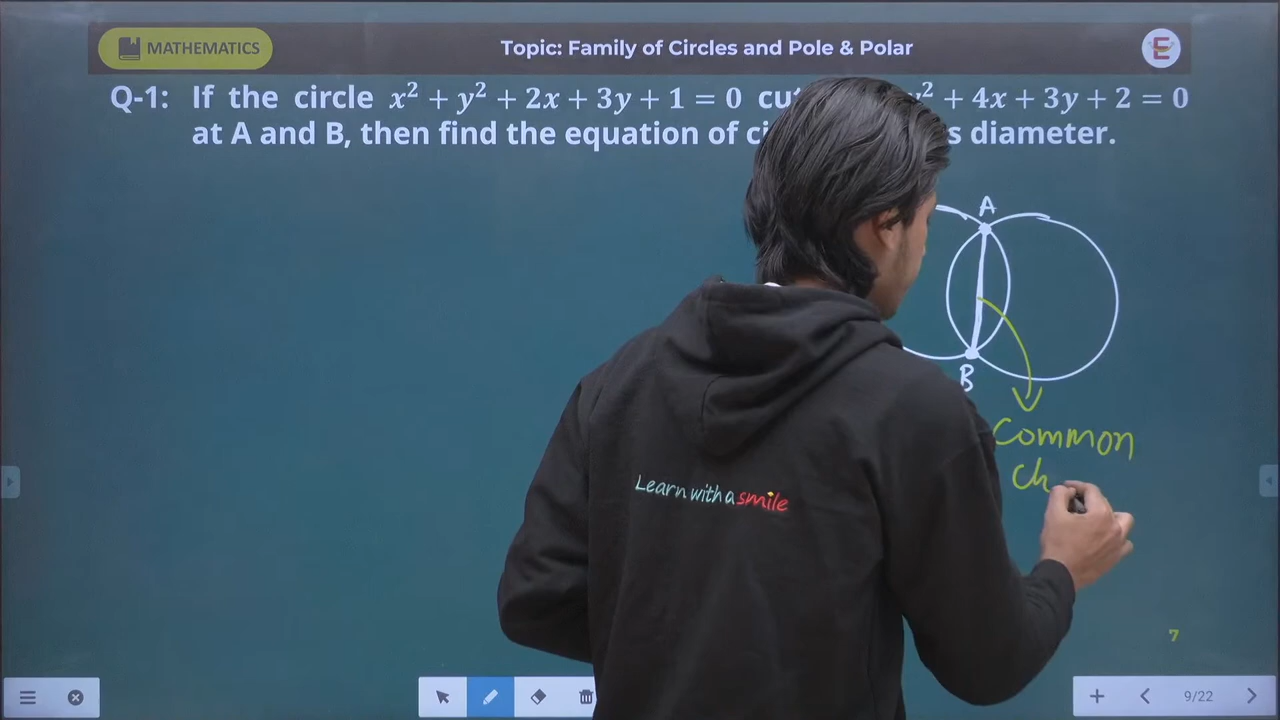 MATHEMATICS
Topic: Family of Circles and Pole & Polar
E
Q-1: If the circle x² + y² + 2x + 3y + 1 = 0 y² + 4x + 3y + 2 = 0
at A and B, then find the equation of diameter.
A
B
Common
Ch
Learn with a smile
7
9/22